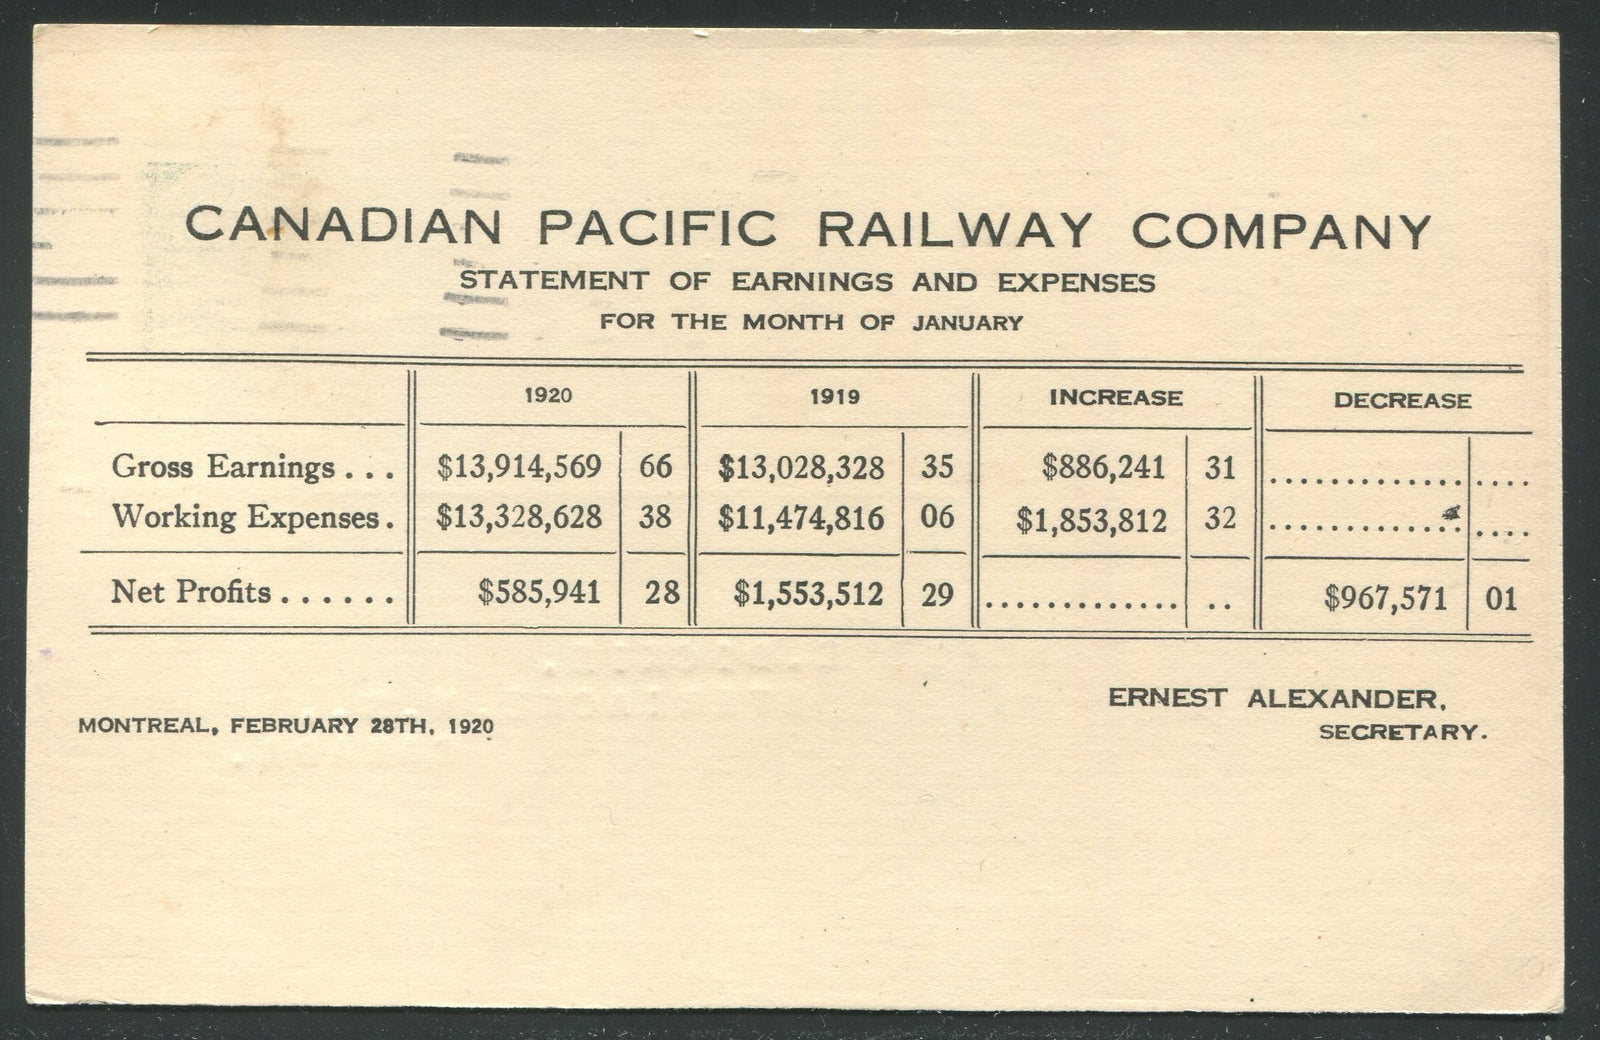 CANADIAN PACIFIC RAILWAY COMPANY
STATEMENT OF EARNINGS AND EXPENSES
FOR THE MONTH OF JANUARY
1920 1919 INCREASE DECREASE
Gross Earnings... $13,914,569 66 $13,028,328 35 $886,241 31 ............. ....
Working Expenses. $13,328,628 38 $11,474,816 06 $1,853,812 32 ............. ....
Net Profits...... $585,941 28 $1,553,512 29 ............. .. $967,571 01
ERNEST ALEXANDER,
MONTREAL, FEBRUARY 28TH, 1920 SECRETARY.